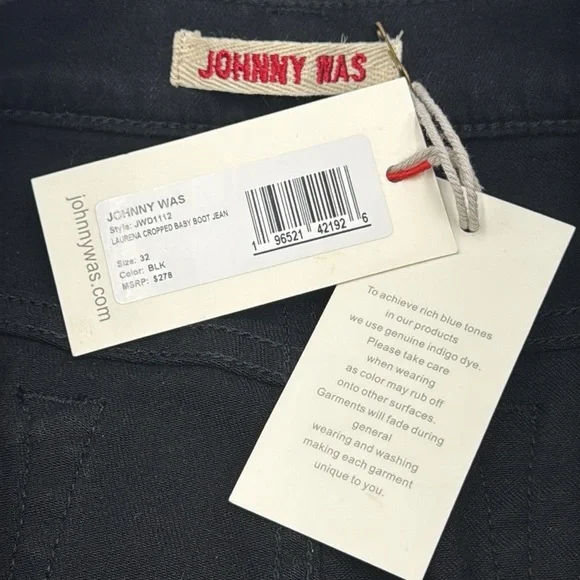 JOHNNY WAS
johnnywas.com
JOHNNY WAS
Style: JWD1112
LAURENA CROPPED BABY BOOT JEAN
Size: 32
Color: BLK
MSRP: $278
1 96521 42192 6
To achieve rich blue tones
in our products
we use genuine indigo dye.
Please take care
when wearing
as color may rub off
onto other surfaces.
Garments will fade during
general
wearing and washing
making each garment
unique to you.